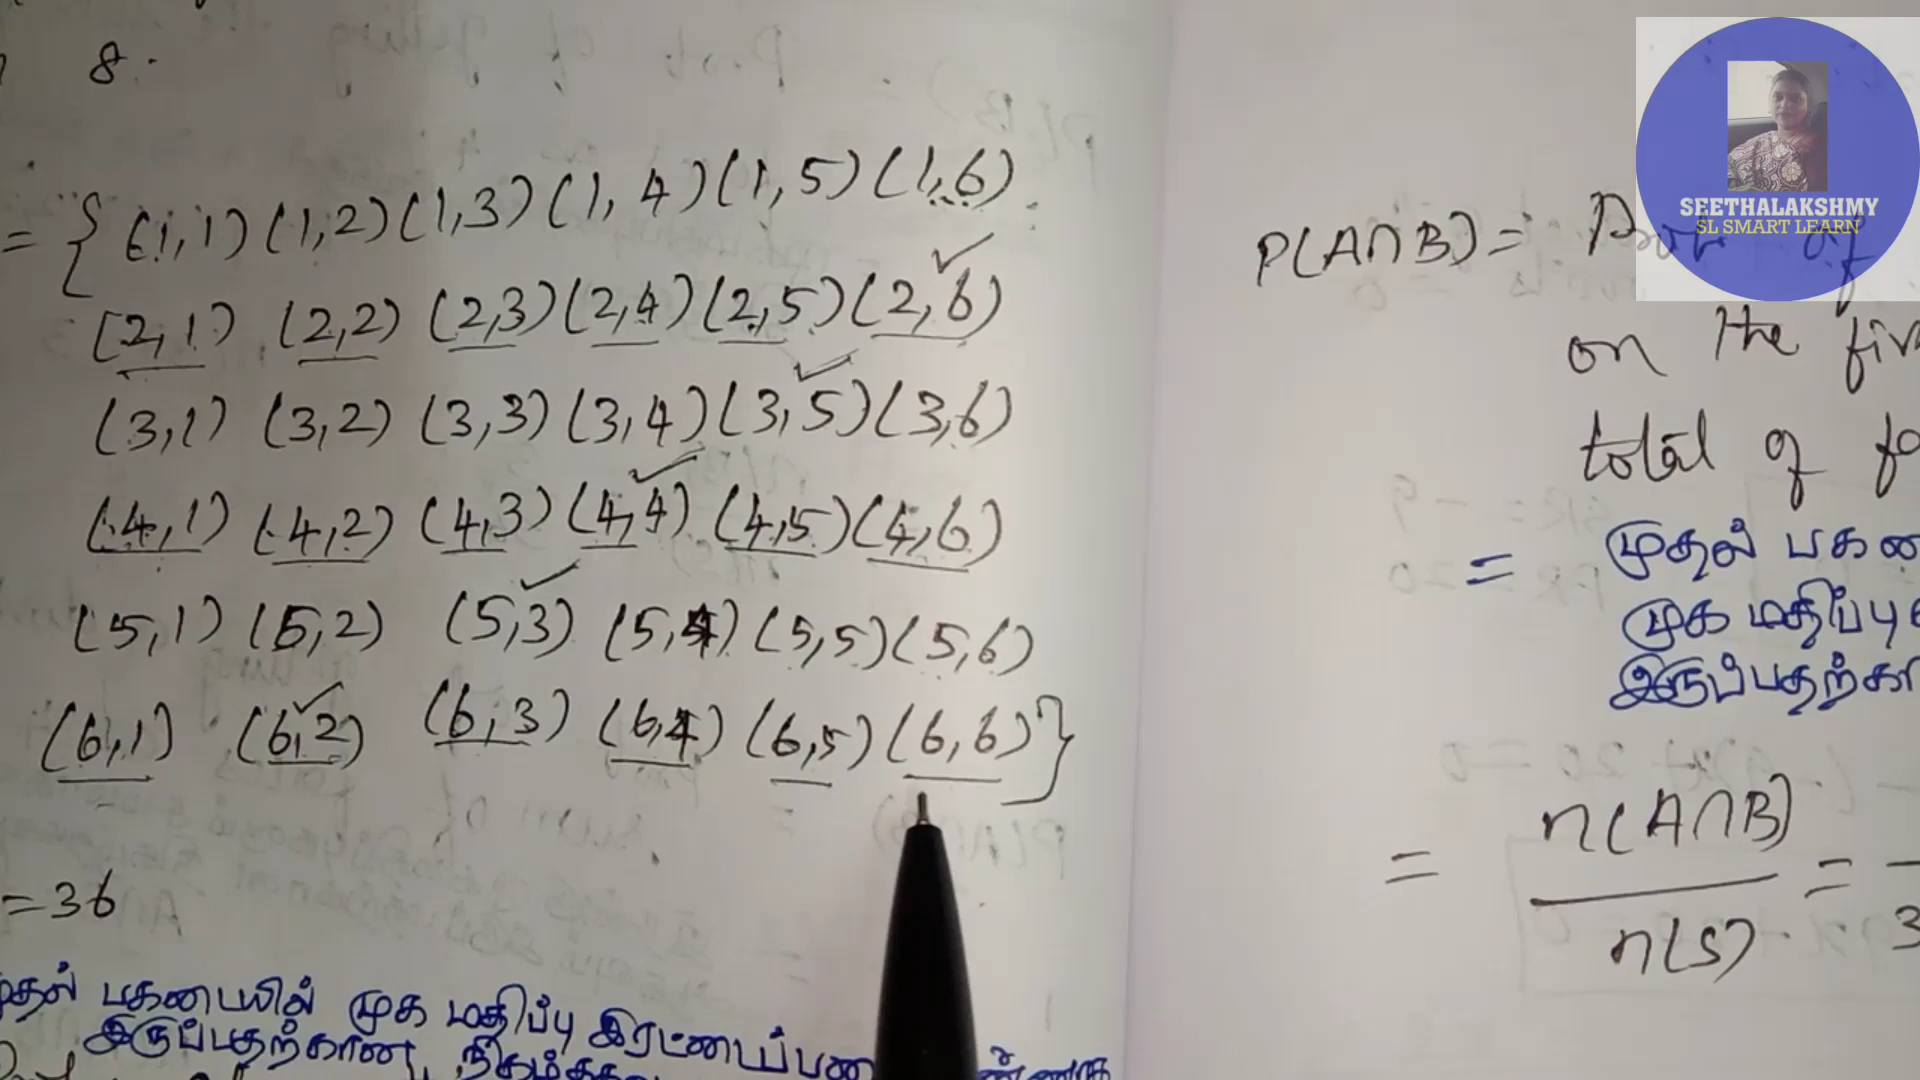 8.
= { (1,1) (1,2) (1,3) (1,4) (1,5) (1,6)
(2,1) (2,2) (2,3) (2,4) (2,5) (2,6)
(3,1) (3,2) (3,3) (3,4) (3,5) (3,6)
(4,1) (4,2) (4,3) (4,4) (4,5) (4,6)
(5,1) (5,2) (5,3) (5,4) (5,5) (5,6)
(6,1) (6,2) (6,3) (6,4) (6,5) (6,6) }
= 36
பகடையில் முக மதிப்பு
இருப்பதற்கான
SEETHALAKSHMY
SL SMART LEARN
P(A∩B) = Prob of
on the
total of
= முதல்
முக மதிப்பு
= n(A∩B) =
n(S)